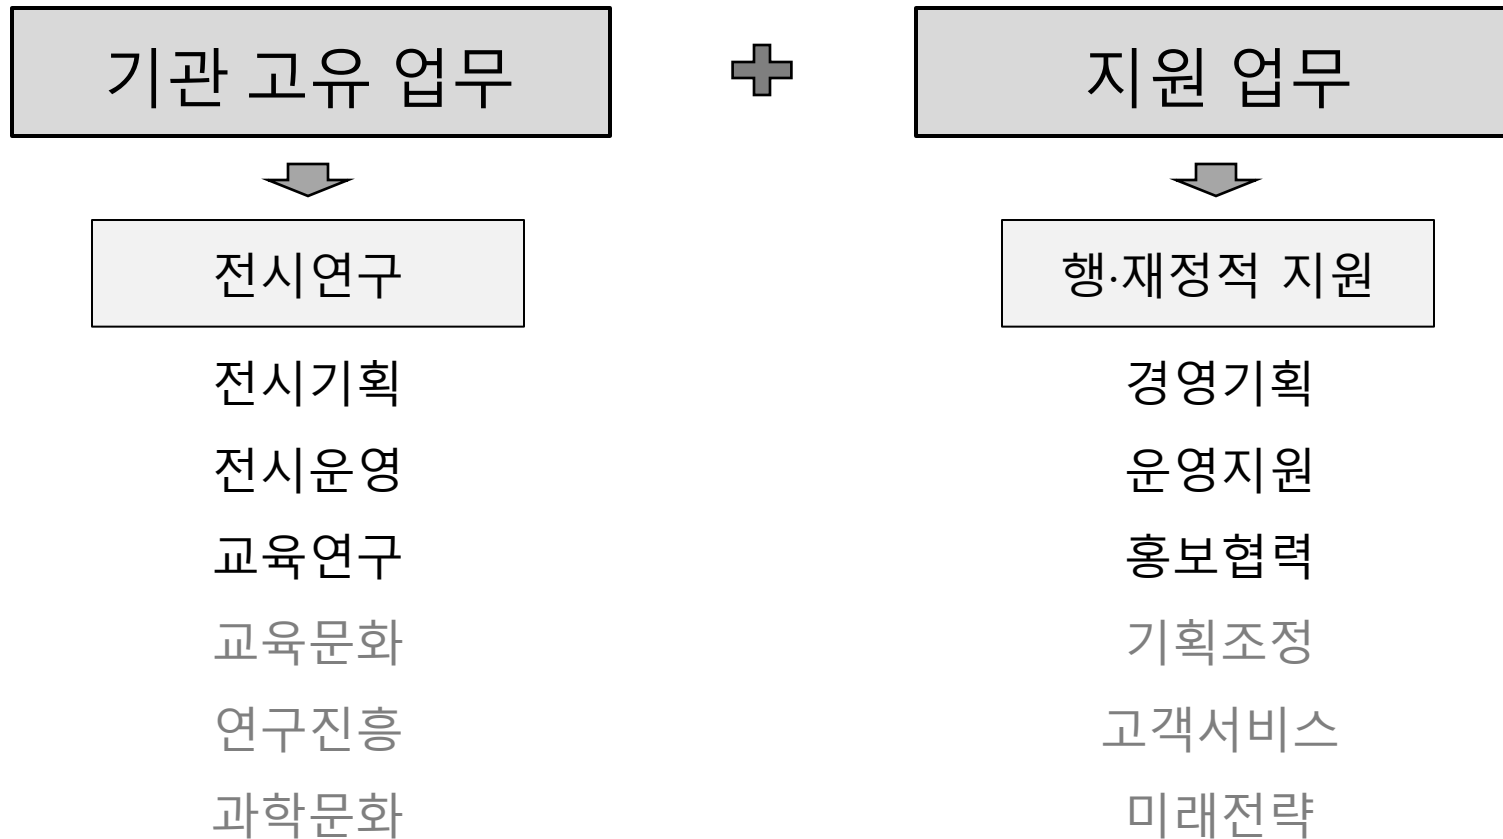 기관 고유 업무
지원 업무
전시연구
전시기획
전시운영
교육연구
교육문화
연구진흥
과학문화
행·재정적 지원
경영기획
운영지원
홍보협력
기획조정
고객서비스
미래전략